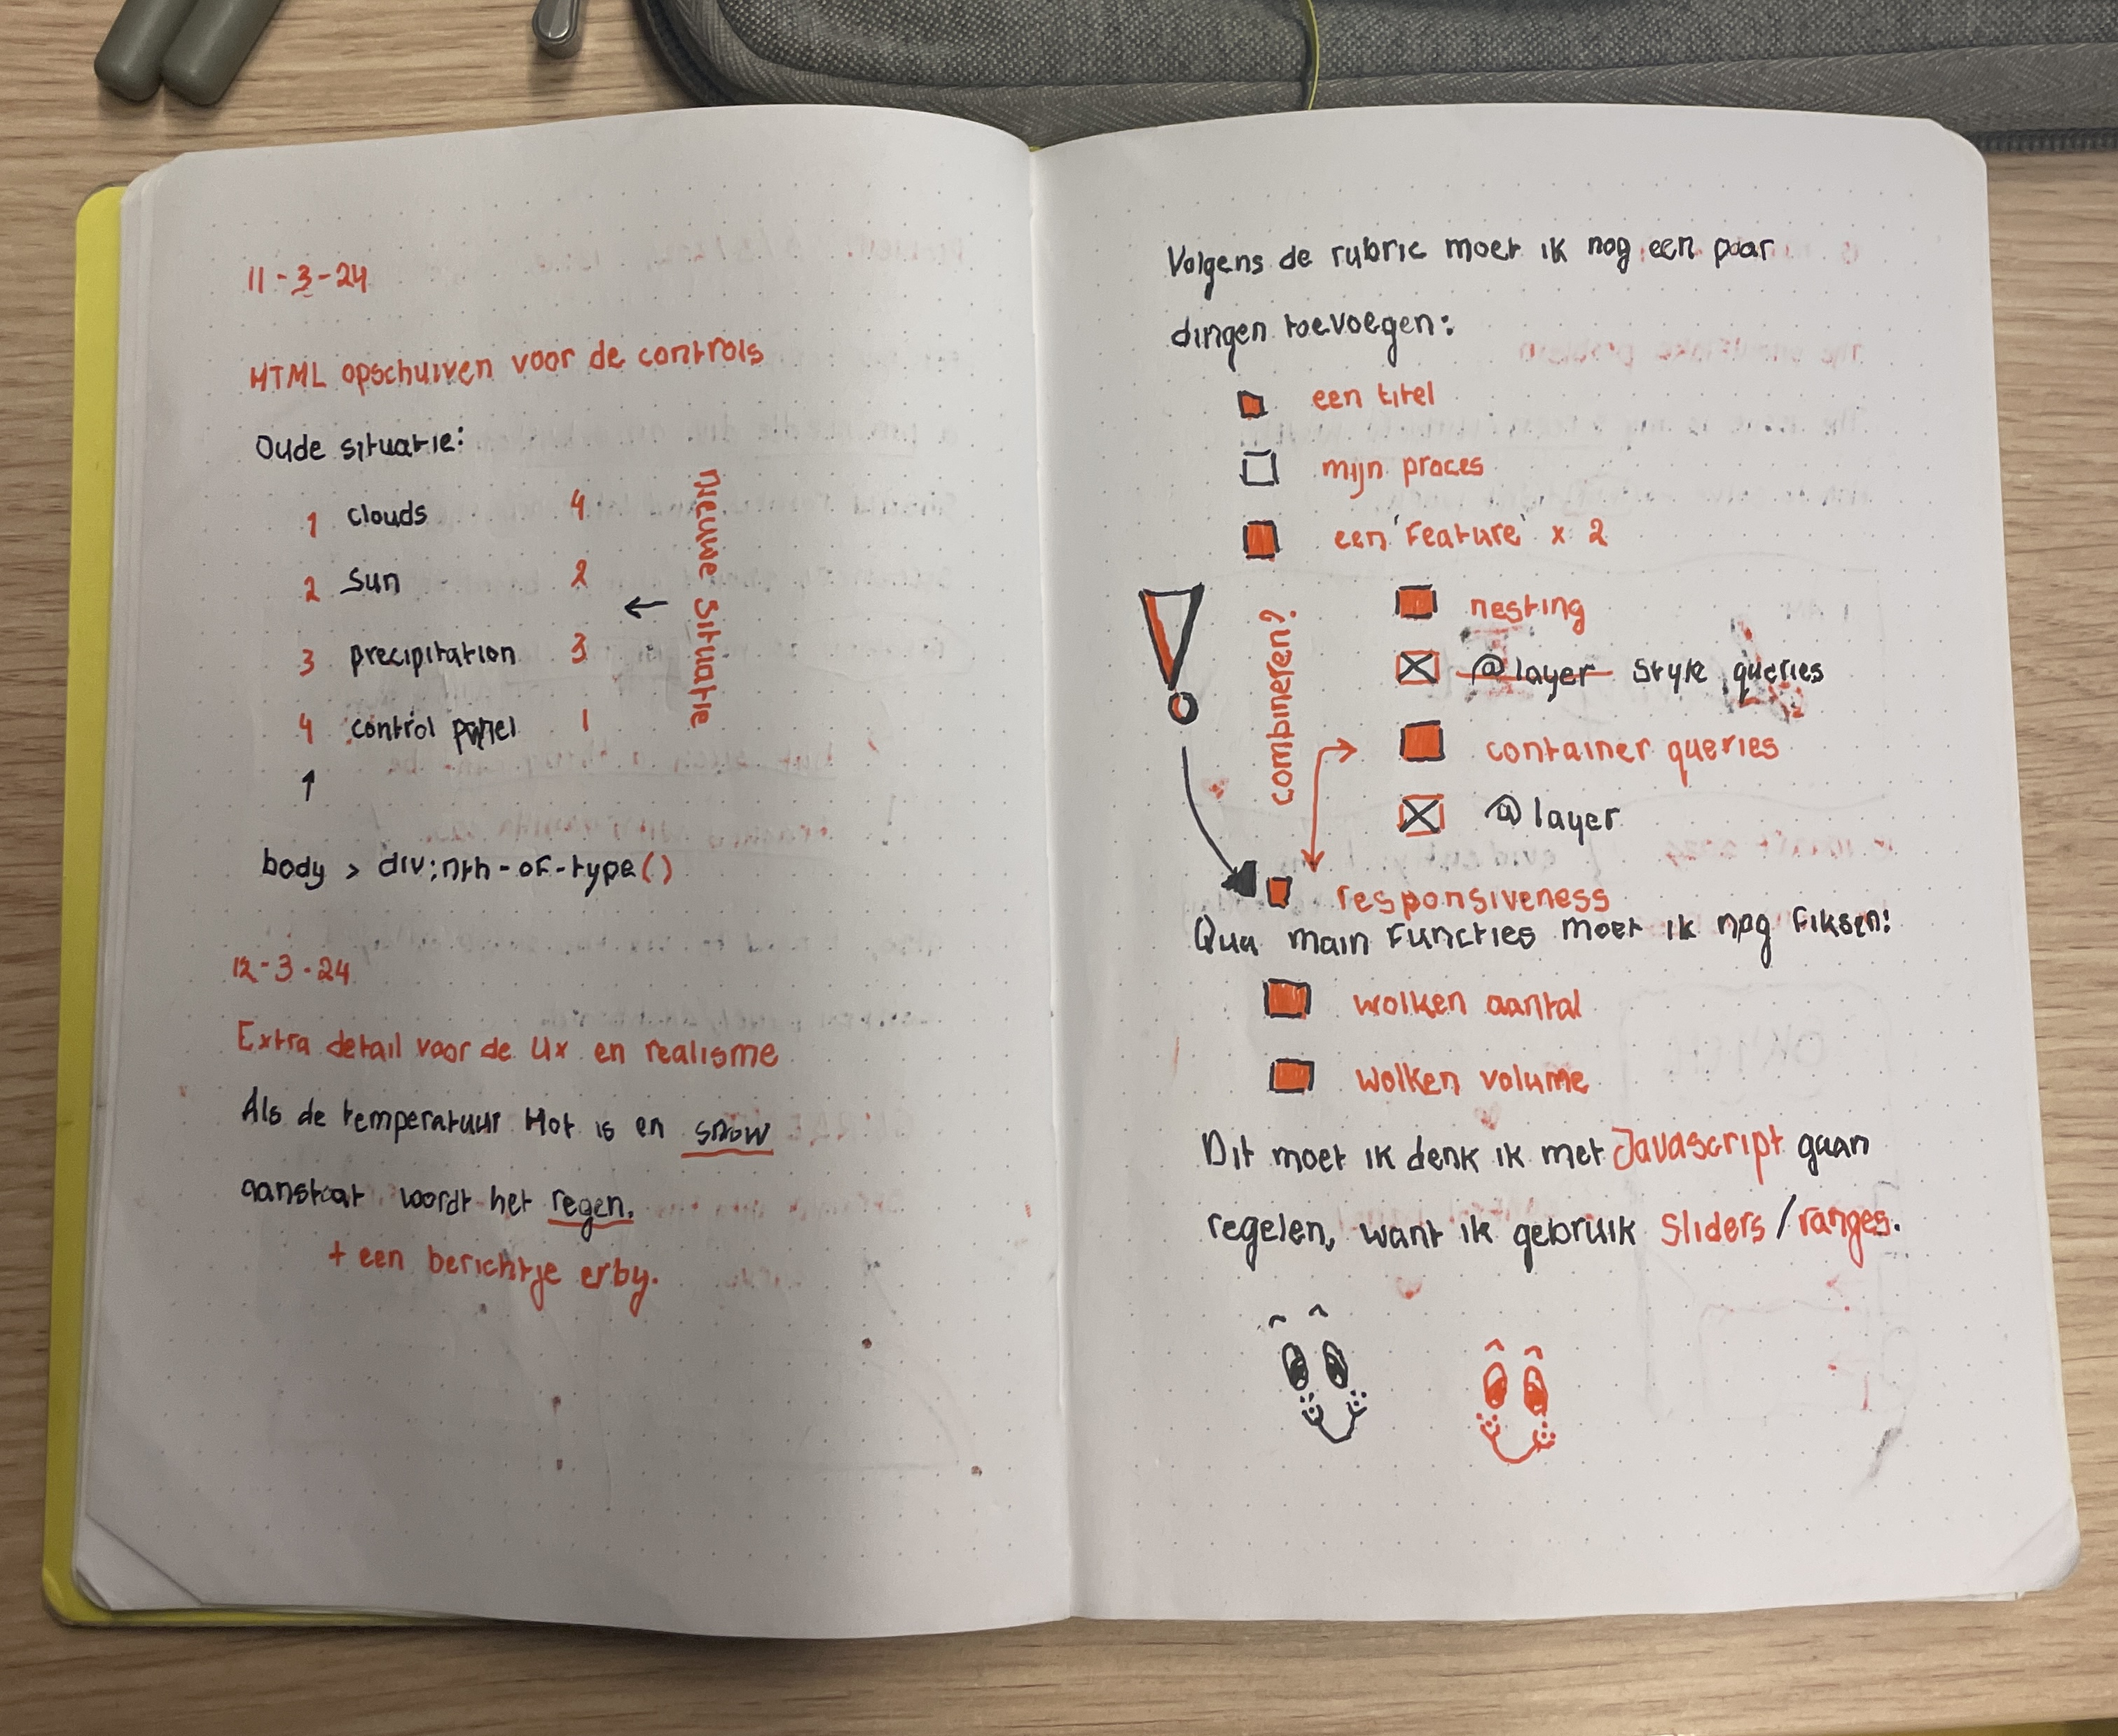 11-3-24
HTML opschuiven voor de controls
Oude situatie:
1 clouds 4
2 Sun 2
3 precipitation 3
4 control panel 1
Nieuwe situatie
body > div:nth-of-type()
12-3-24
Extra detail voor de UX en realisme
Als de temperatuur Hot is en snow
aanstaat wordt het regen.
+ een berichtje erby.
Volgens de rubric moet ik nog een paar
dingen toevoegen:
een titel
mijn proces
een 'Feature' x 2
nesting
@layer style queries
container queries
@layer
combineren?
responsiveness
Qua main Functies moet ik nog fiksen:
wolken aantal
wolken volume
Dit moet ik denk ik met Javascript gaan
regelen, want ik gebruik Sliders/ranges.